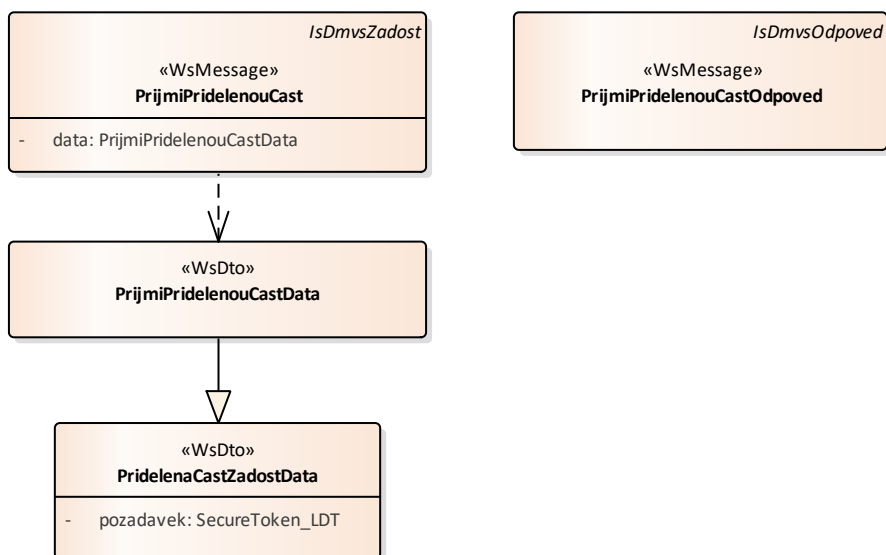 IsDmvsZadost
«WsMessage»
PrijmiPridelenouCast
- data: PrijmiPridelenouCastData
IsDmvsOdpoved
«WsMessage»
PrijmiPridelenouCastOdpoved
«WsDto»
PrijmiPridelenouCastData
«WsDto»
PridelenaCastZadostData
- pozadavek: SecureToken_LDT